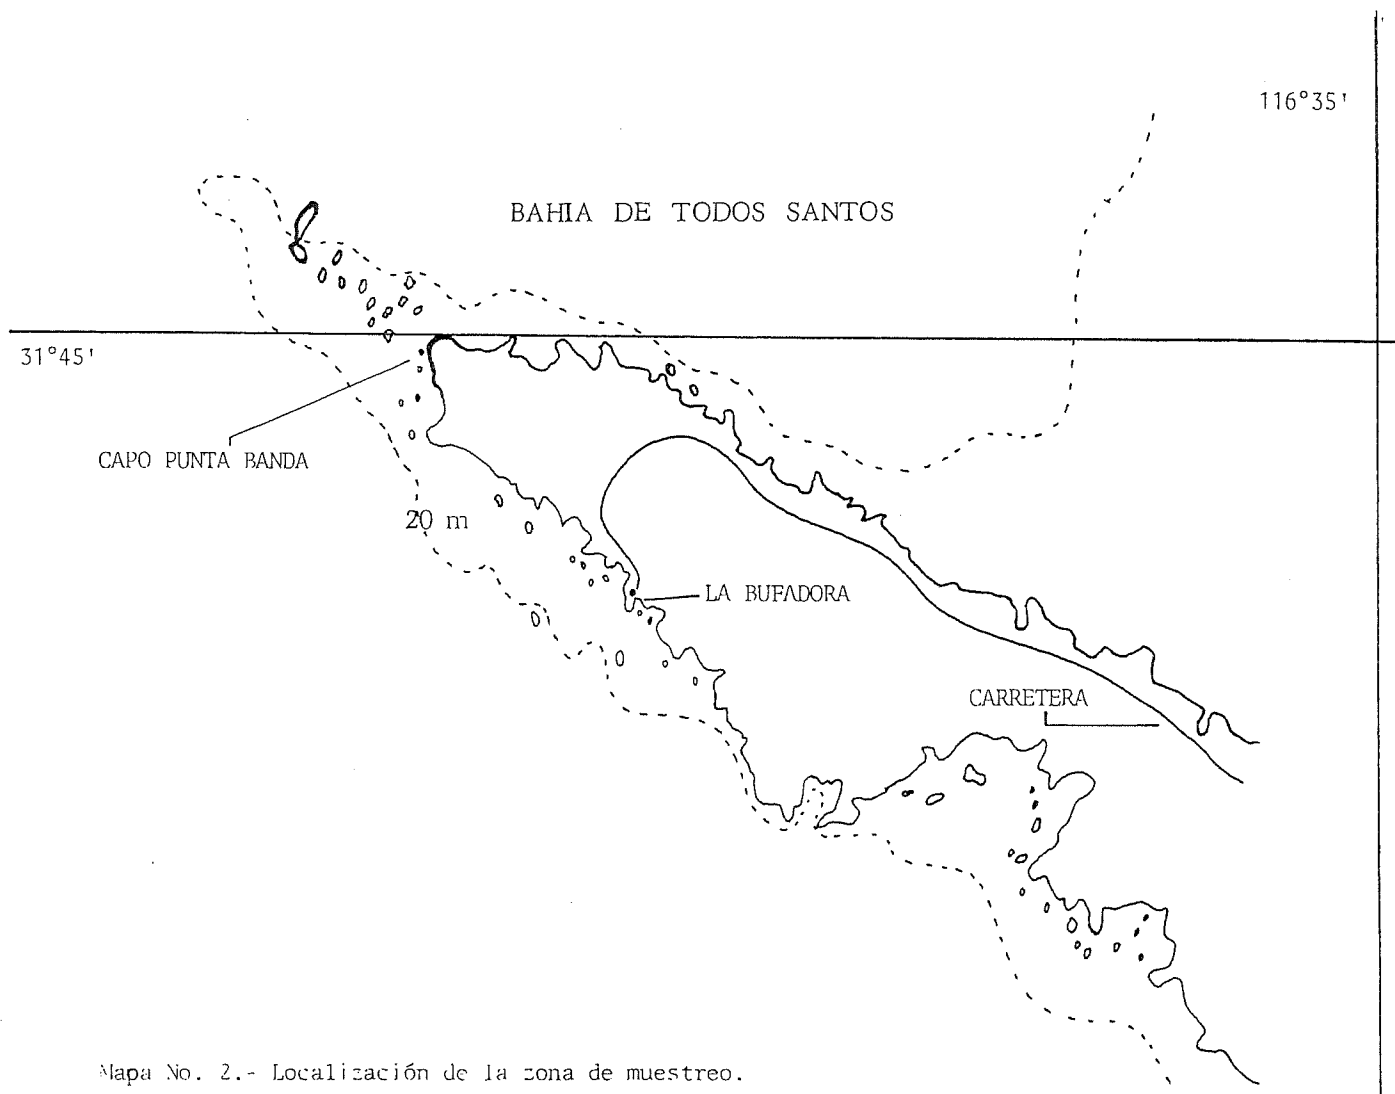 116°35'
BAHIA DE TODOS SANTOS
31°45'
CAPO PUNTA BANDA
20 m
LA BUFADORA
CARRETERA
Mapa No. 2.- Localización de la zona de muestreo.